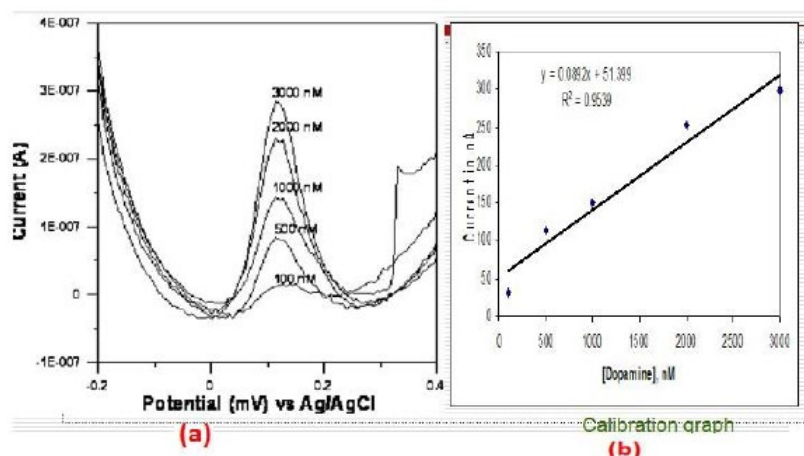 4E-007
3E-007
2E-007
1E-007
0
-1E-007
Current [A]
3000 nM
2000 nM
1000 nM
500 nM
100 nM
-0.2
0
0.2
0.4
Potential (mV) vs Ag/AgCl
(a)
350
300
250
200
150
100
50
0
Current in nA
y = 0.0892x + 51.399
R² = 0.9539
0
500
1000
1500
2000
2500
3000
[Dopamine], nM
Calibration graph
(b)